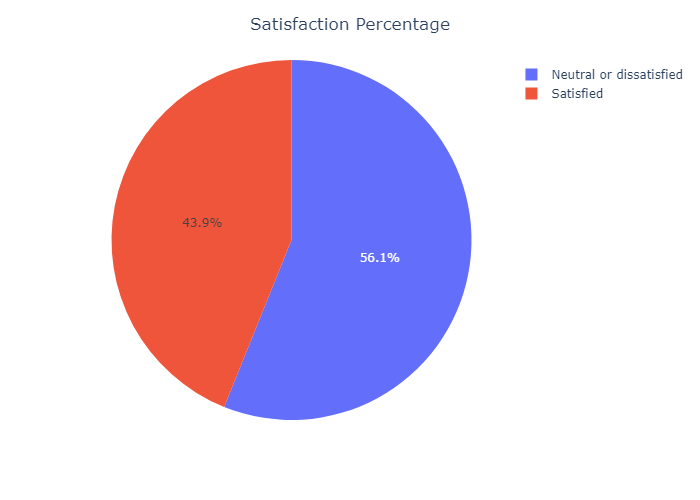 Satisfaction Percentage
Neutral or dissatisfied
Satisfied
43.9%
56.1%